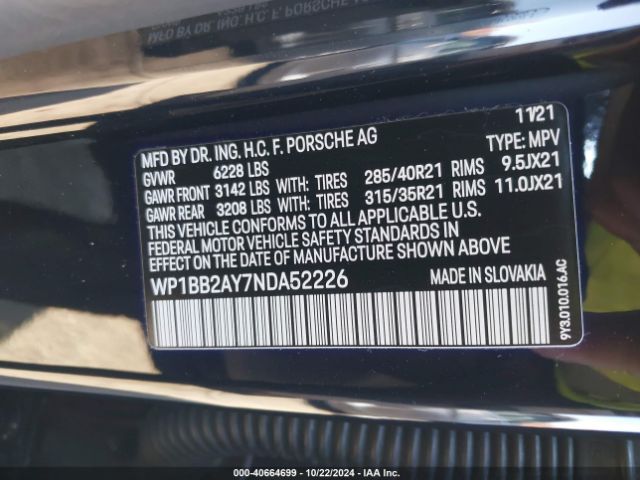 MFD BY DR. ING. H.C. F. PORSCHE AG 11/21
GVWR 6228 LBS TYPE: MPV
GAWR FRONT 3142 LBS WITH: TIRES 285/40R21 RIMS 9.5JX21
GAWR REAR 3208 LBS WITH: TIRES 315/35R21 RIMS 11.0JX21
THIS VEHICLE CONFORMS TO ALL APPLICABLE U.S.
FEDERAL MOTOR VEHICLE SAFETY STANDARDS IN
EFFECT ON THE DATE OF MANUFACTURE SHOWN ABOVE
WP1BB2AY7NDA52226 MADE IN SLOVAKIA
9Y3.010.016.AC
000-40664699 - 10/22/2024 - IAA Inc.